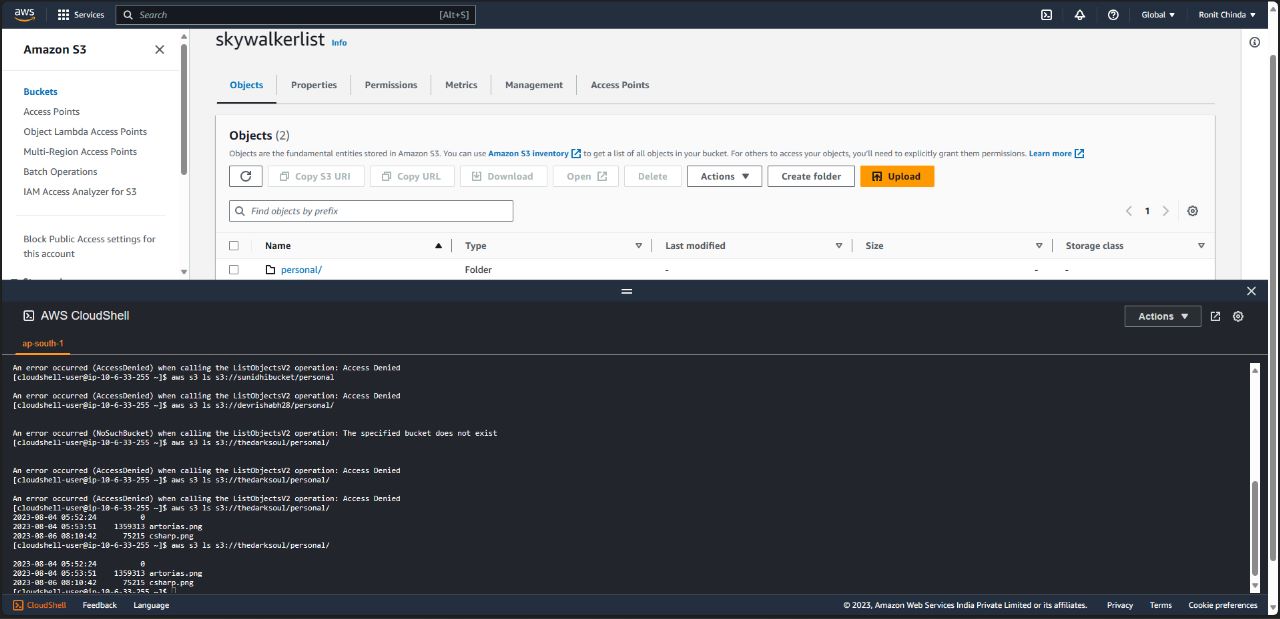 aws Services Search [Alt+S] Global Ronit Chinda
Amazon S3
Buckets
Access Points
Object Lambda Access Points
Multi-Region Access Points
Batch Operations
IAM Access Analyzer for S3
Block Public Access settings for
this account
skywalkerlist Info
Objects Properties Permissions Metrics Management Access Points
Objects (2)
Objects are the fundamental entities stored in Amazon S3. You can use Amazon S3 inventory to get a list of all objects in your bucket. For others to access your objects, you'll need to explicitly grant them permissions. Learn more
Copy S3 URI Copy URL Download Open Delete Actions Create folder Upload
Find objects by prefix 1
Name Type Last modified Size Storage class
personal/ Folder - - -
AWS CloudShell Actions
ap-south-1
An error occurred (AccessDenied) when calling the ListObjectsV2 operation: Access Denied
[cloudshell-user@ip-10-6-33-255 ~]$ aws s3 ls s3://sunidhibucket/personal
An error occurred (AccessDenied) when calling the ListObjectsV2 operation: Access Denied
[cloudshell-user@ip-10-6-33-255 ~]$ aws s3 ls s3://devrishabh28/personal/
An error occurred (NoSuchBucket) when calling the ListObjectsV2 operation: The specified bucket does not exist
[cloudshell-user@ip-10-6-33-255 ~]$ aws s3 ls s3://thedarksoul/personal/
An error occurred (AccessDenied) when calling the ListObjectsV2 operation: Access Denied
[cloudshell-user@ip-10-6-33-255 ~]$ aws s3 ls s3://thedarksoul/personal/
An error occurred (AccessDenied) when calling the ListObjectsV2 operation: Access Denied
[cloudshell-user@ip-10-6-33-255 ~]$ aws s3 ls s3://thedarksoul/personal/
2023-08-04 05:52:24 0
2023-08-04 05:53:51 1359313 artorias.png
2023-08-06 08:10:42 75215 csharp.png
[cloudshell-user@ip-10-6-33-255 ~]$ aws s3 ls s3://thedarksoul/personal/
2023-08-04 05:52:24 0
2023-08-04 05:53:51 1359313 artorias.png
2023-08-06 08:10:42 75215 csharp.png
[cloudshell-user@ip-10-6-33-255 ~]$
CloudShell Feedback Language © 2023, Amazon Web Services India Private Limited or its affiliates. Privacy Terms Cookie preferences